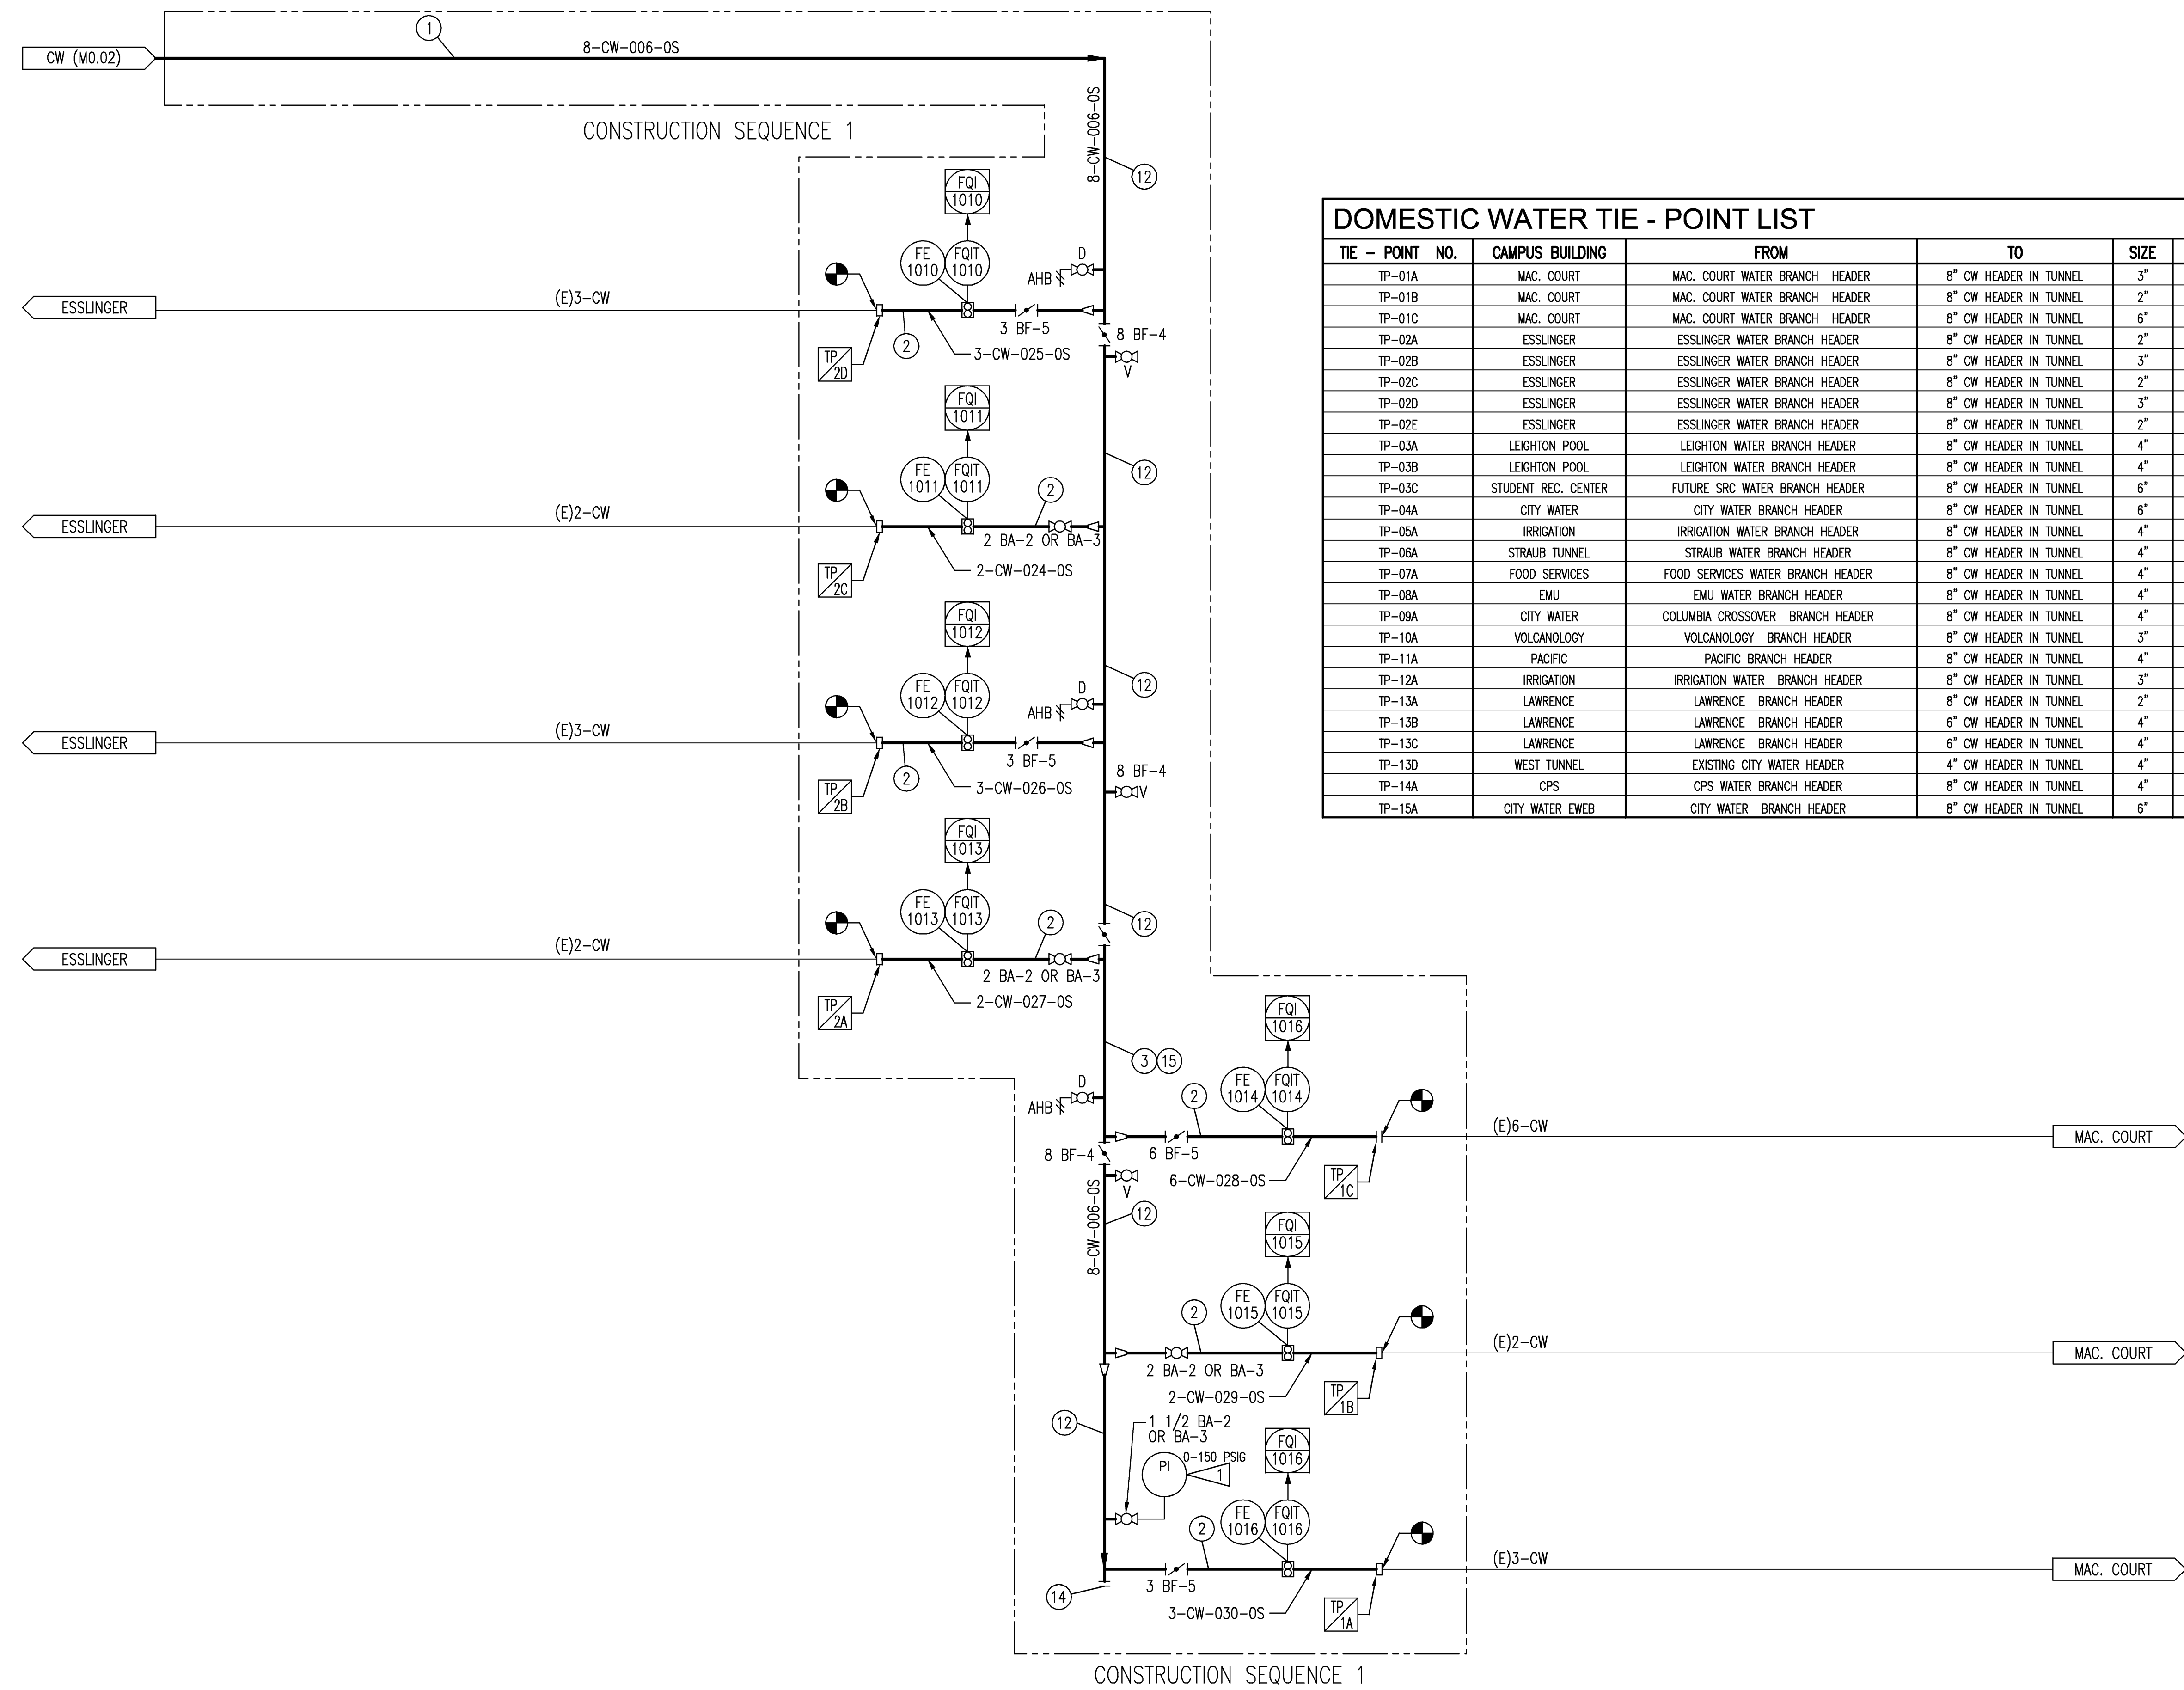 1
8-CW-006-OS
CW (M0.02)
CONSTRUCTION SEQUENCE 1
8-CW-006-OS
12
FQI
1010
FE
1010
FQIT
1010
D
AHB
ESSLINGER
(E)3-CW
3 BF-5
8 BF-4
2
3-CW-025-OS
TP
2D
V
FQI
1011
FE
1011
FQIT
1011
2
12
ESSLINGER
(E)2-CW
2 BA-2 OR BA-3
TP
2C
2-CW-024-OS
FQI
1012
FE
1012
FQIT
1012
D
AHB
12
ESSLINGER
(E)3-CW
3 BF-5
8 BF-4
2
3-CW-026-OS
V
TP
2B
FQI
1013
FE
1013
FQIT
1013
2
12
ESSLINGER
(E)2-CW
2 BA-2 OR BA-3
TP
2A
2-CW-027-OS
3
15
FQI
1016
D
AHB
2
FE
1014
FQIT
1014
(E)6-CW
MAC. COURT
8 BF-4
6 BF-5
6-CW-028-OS
TP
1C
V
8-CW-006-OS
12
FQI
1015
2
FE
1015
FQIT
1015
(E)2-CW
MAC. COURT
2 BA-2 OR BA-3
2-CW-029-OS
TP
1B
12
1 1/2 BA-2
OR BA-3
FQI
1016
0-150 PSIG
PI
1
2
FE
1016
FQIT
1016
(E)3-CW
MAC. COURT
3 BF-5
14
3-CW-030-OS
TP
1A
CONSTRUCTION SEQUENCE 1
DOMESTIC WATER TIE - POINT LIST
TIE - POINT NO. CAMPUS BUILDING FROM TO SIZE
TP-01A MAC. COURT MAC. COURT WATER BRANCH HEADER 8" CW HEADER IN TUNNEL 3"
TP-01B MAC. COURT MAC. COURT WATER BRANCH HEADER 8" CW HEADER IN TUNNEL 2"
TP-01C MAC. COURT MAC. COURT WATER BRANCH HEADER 8" CW HEADER IN TUNNEL 6"
TP-02A ESSLINGER ESSLINGER WATER BRANCH HEADER 8" CW HEADER IN TUNNEL 2"
TP-02B ESSLINGER ESSLINGER WATER BRANCH HEADER 8" CW HEADER IN TUNNEL 3"
TP-02C ESSLINGER ESSLINGER WATER BRANCH HEADER 8" CW HEADER IN TUNNEL 2"
TP-02D ESSLINGER ESSLINGER WATER BRANCH HEADER 8" CW HEADER IN TUNNEL 3"
TP-02E ESSLINGER ESSLINGER WATER BRANCH HEADER 8" CW HEADER IN TUNNEL 2"
TP-03A LEIGHTON POOL LEIGHTON WATER BRANCH HEADER 8" CW HEADER IN TUNNEL 4"
TP-03B LEIGHTON POOL LEIGHTON WATER BRANCH HEADER 8" CW HEADER IN TUNNEL 4"
TP-03C STUDENT REC. CENTER FUTURE SRC WATER BRANCH HEADER 8" CW HEADER IN TUNNEL 6"
TP-04A CITY WATER CITY WATER BRANCH HEADER 8" CW HEADER IN TUNNEL 6"
TP-05A IRRIGATION IRRIGATION WATER BRANCH HEADER 8" CW HEADER IN TUNNEL 4"
TP-06A STRAUB TUNNEL STRAUB WATER BRANCH HEADER 8" CW HEADER IN TUNNEL 4"
TP-07A FOOD SERVICES FOOD SERVICES WATER BRANCH HEADER 8" CW HEADER IN TUNNEL 4"
TP-08A EMU EMU WATER BRANCH HEADER 8" CW HEADER IN TUNNEL 4"
TP-09A CITY WATER COLUMBIA CROSSOVER BRANCH HEADER 8" CW HEADER IN TUNNEL 4"
TP-10A VOLCANOLOGY VOLCANOLOGY BRANCH HEADER 8" CW HEADER IN TUNNEL 3"
TP-11A PACIFIC PACIFIC BRANCH HEADER 8" CW HEADER IN TUNNEL 4"
TP-12A IRRIGATION IRRIGATION WATER BRANCH HEADER 8" CW HEADER IN TUNNEL 3"
TP-13A LAWRENCE LAWRENCE BRANCH HEADER 8" CW HEADER IN TUNNEL 2"
TP-13B LAWRENCE LAWRENCE BRANCH HEADER 6" CW HEADER IN TUNNEL 4"
TP-13C LAWRENCE LAWRENCE BRANCH HEADER 6" CW HEADER IN TUNNEL 4"
TP-13D WEST TUNNEL EXISTING CITY WATER HEADER 4" CW HEADER IN TUNNEL 4"
TP-14A CPS CPS WATER BRANCH HEADER 8" CW HEADER IN TUNNEL 4"
TP-15A CITY WATER EWEB CITY WATER BRANCH HEADER 8" CW HEADER IN TUNNEL 6"